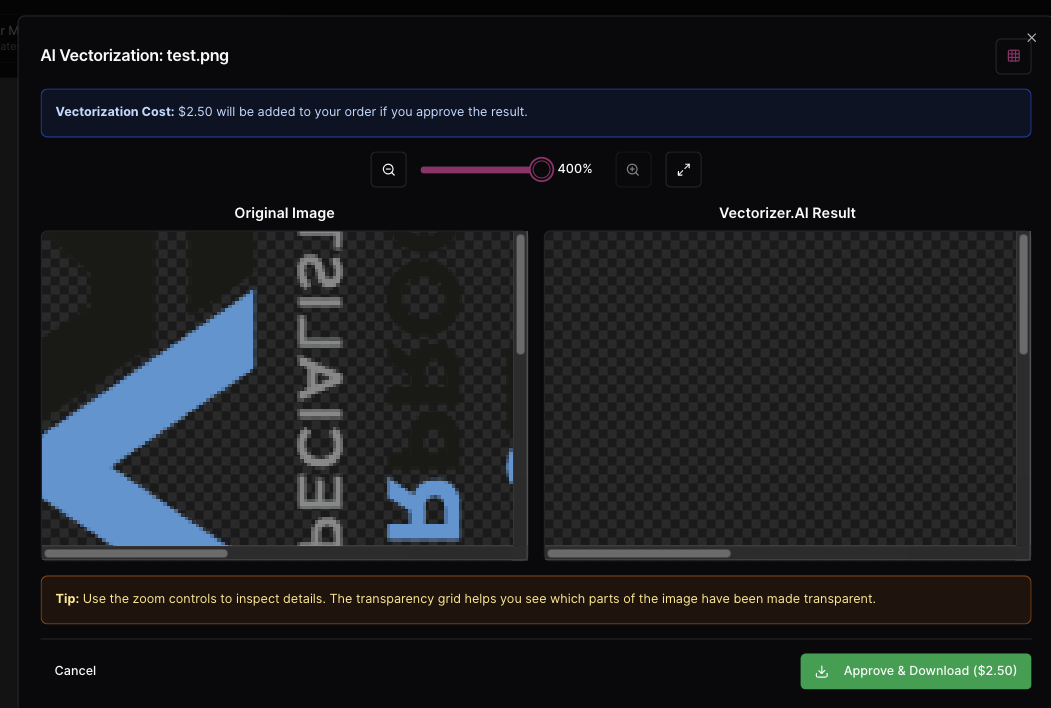 r M
ate
AI Vectorization: test.png
Vectorization Cost: $2.50 will be added to your order if you approve the result.
400%
Original Image
Vectorizer.AI Result
Tip: Use the zoom controls to inspect details. The transparency grid helps you see which parts of the image have been made transparent.
Cancel
Approve & Download ($2.50)